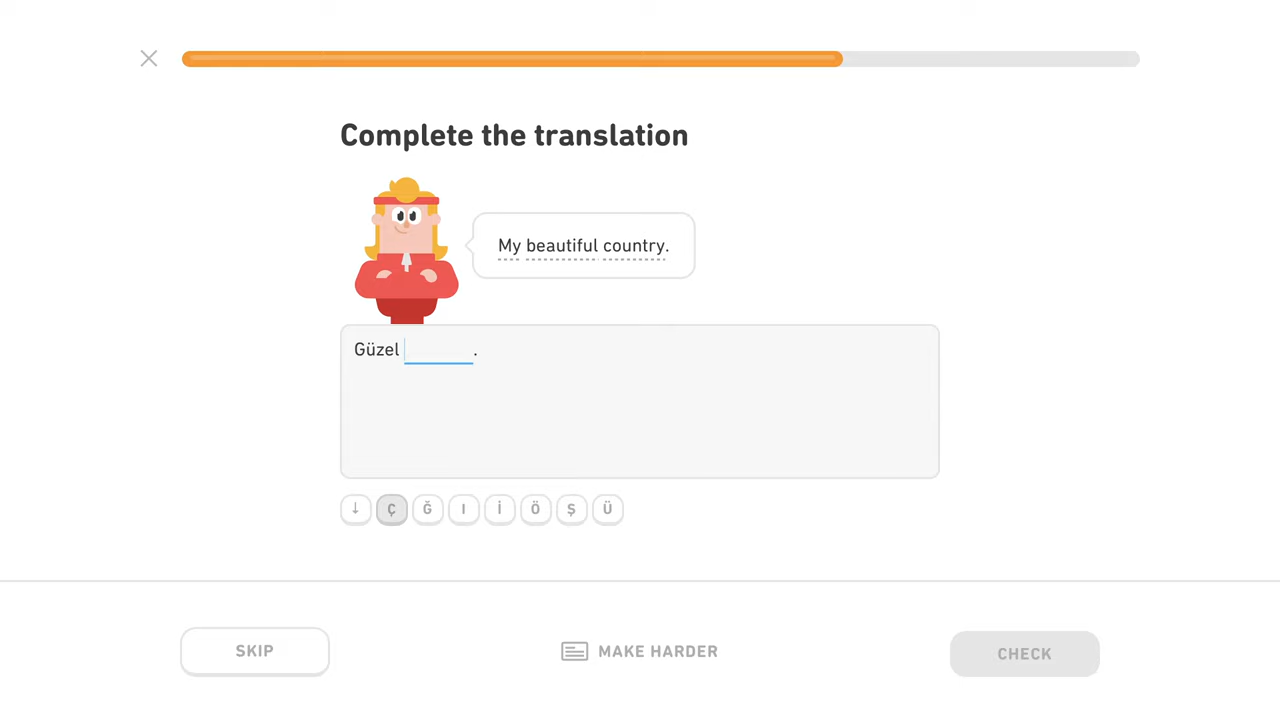 Complete the translation
My beautiful country.
Güzel .
↓ Ç Ğ I İ Ö Ş Ü
SKIP
MAKE HARDER
CHECK